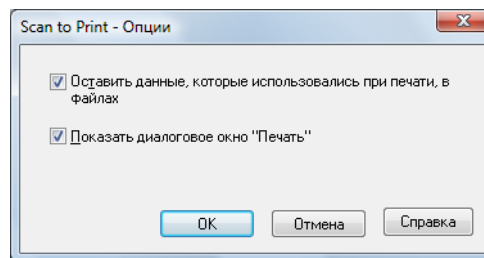 Scan to Print - Опции
Оставить данные, которые использовались при печати, в
файлах
Показать диалоговое окно "Печать"
OK
Отмена
Справка